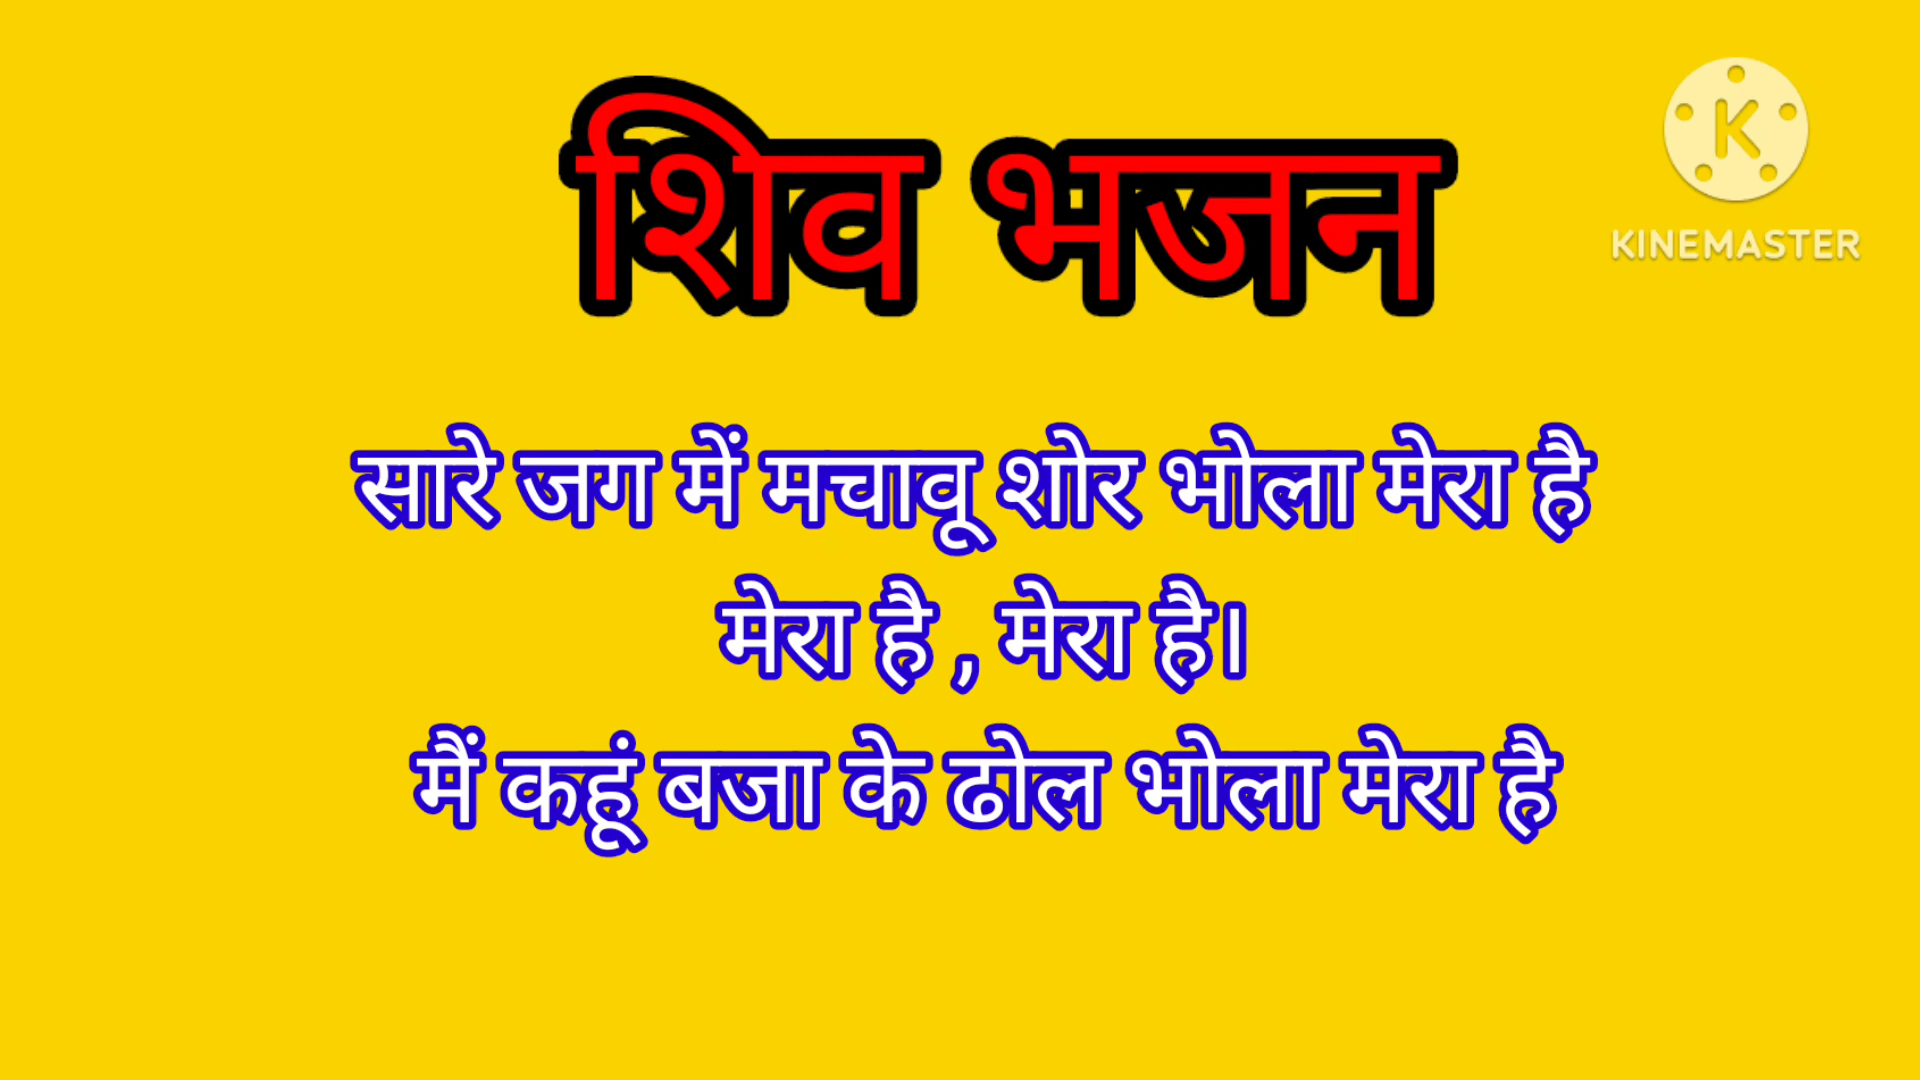 शिव भजन
KINEMASTER
सारे जग में मचावू शोर भोला मेरा है
मेरा है , मेरा है।
मैं कहूं बजा के ढोल भोला मेरा है